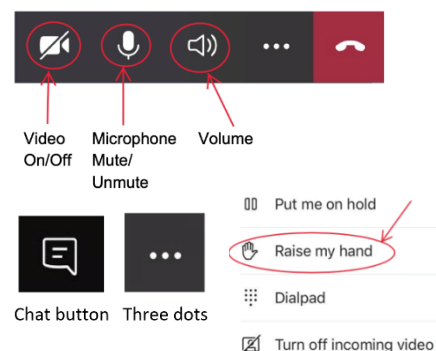 Video
On/Off
Microphone
Mute/
Unmute
Volume
Chat button
Three dots
Put me on hold
Raise my hand
Dialpad
Turn off incoming video